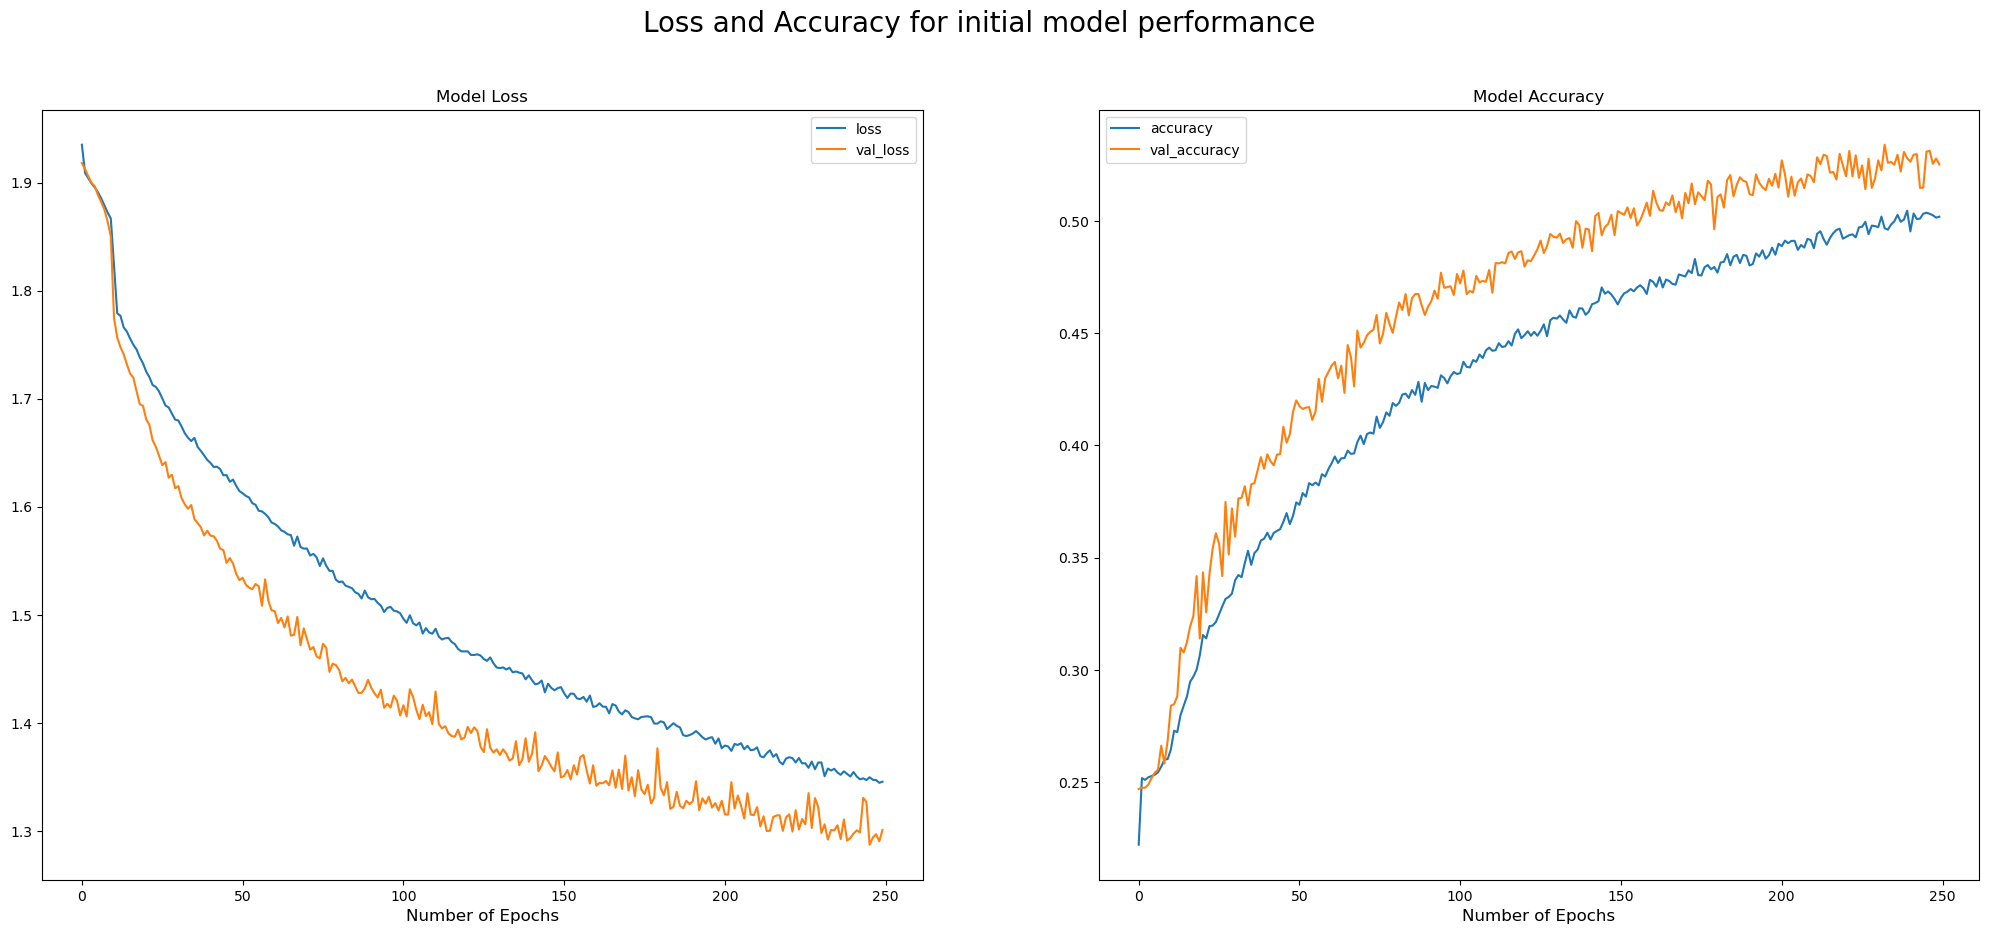 Loss and Accuracy for initial model performance
Model Loss
loss
val_loss
1.9
1.8
1.7
1.6
1.5
1.4
1.3
0
50
100
150
200
250
Number of Epochs
Model Accuracy
accuracy
val_accuracy
0.50
0.45
0.40
0.35
0.30
0.25
0
50
100
150
200
250
Number of Epochs